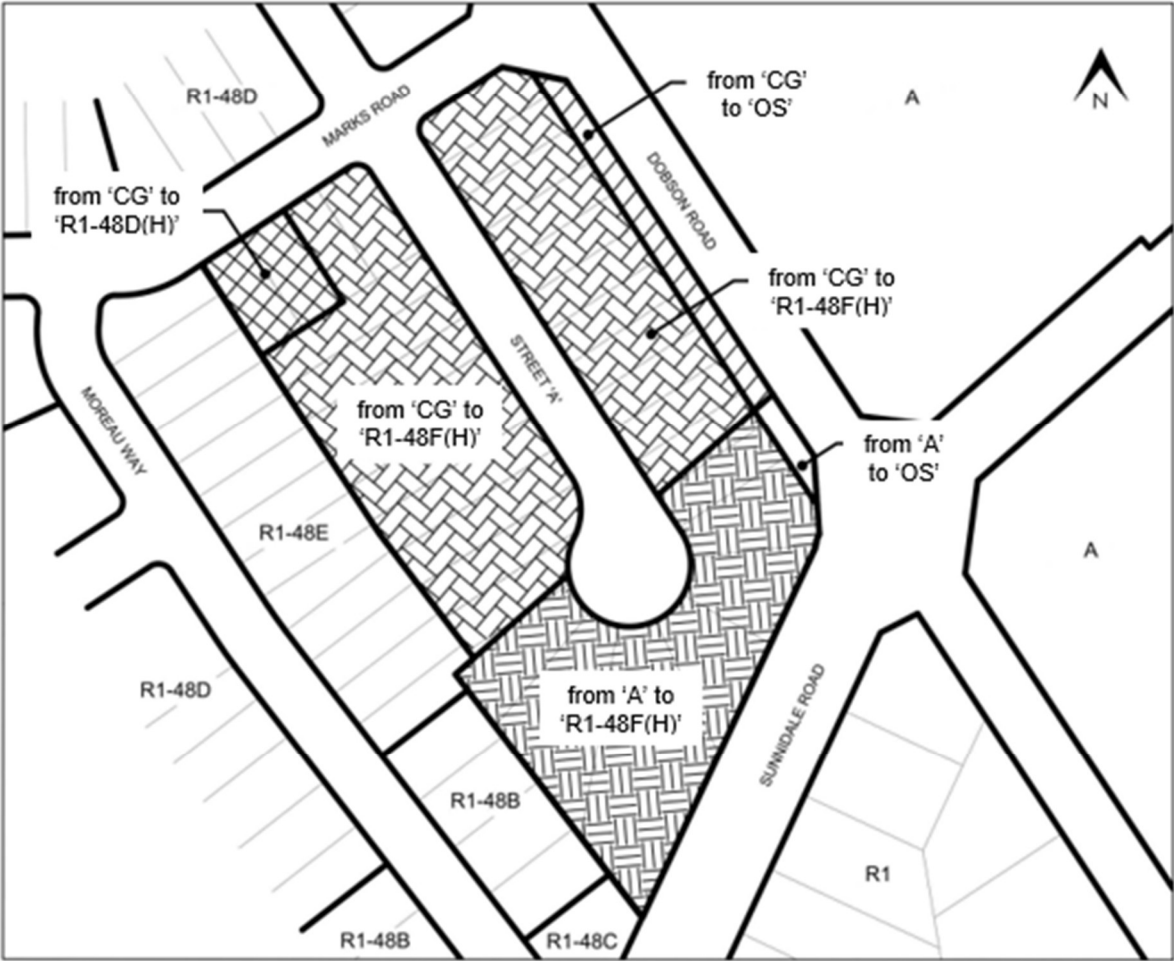 from ‘CG’
to ‘OS’
A
N
R1-48D
MARKS ROAD
DOBSON ROAD
from ‘CG’ to
‘R1-48D(H)’
from ‘CG’ to
‘R1-48F(H)’
STREET ‘A’
MOREAU WAY
from ‘CG’ to
‘R1-48F(H)’
from ‘A’
to ‘OS’
R1-48E
A
R1-48D
from ‘A’ to
‘R1-48F(H)’
SUNNIDALE ROAD
R1-48B
R1
R1-48B
R1-48C